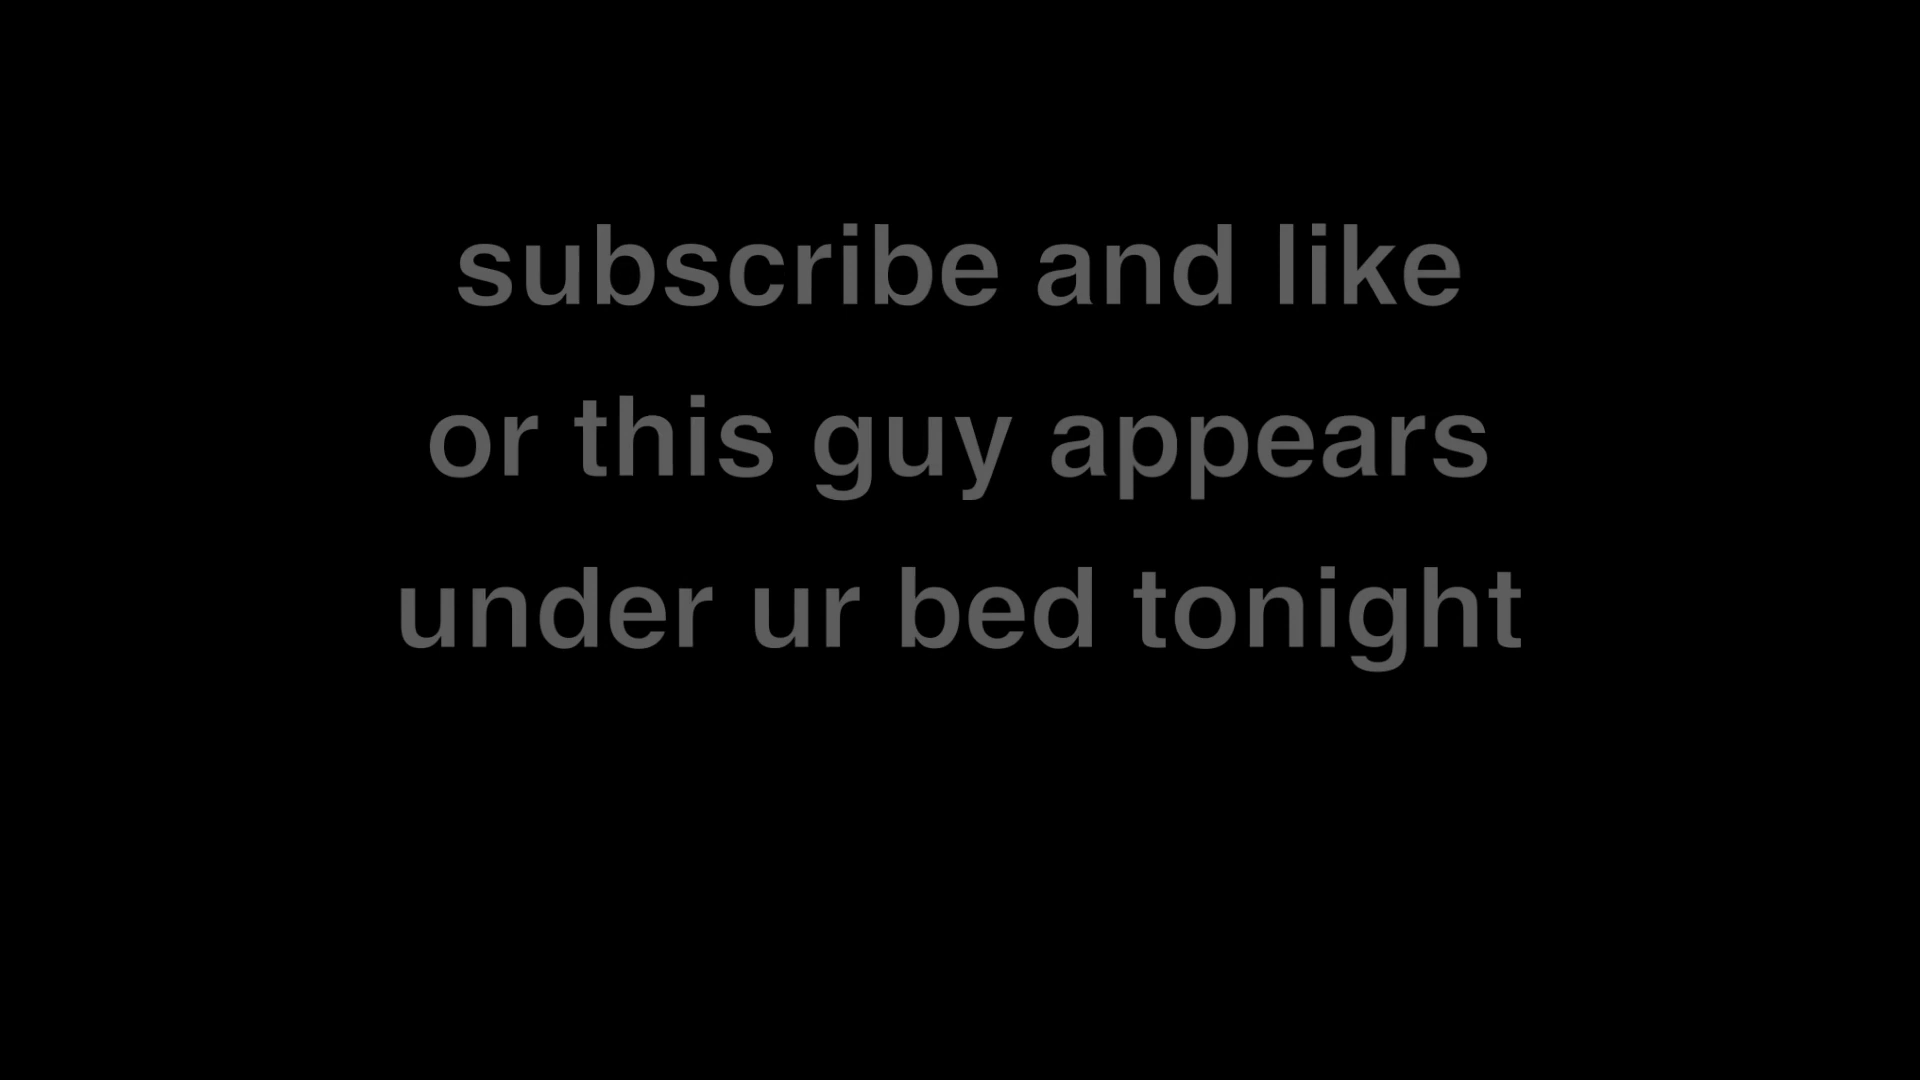 subscribe and like
or this guy appears
under ur bed tonight